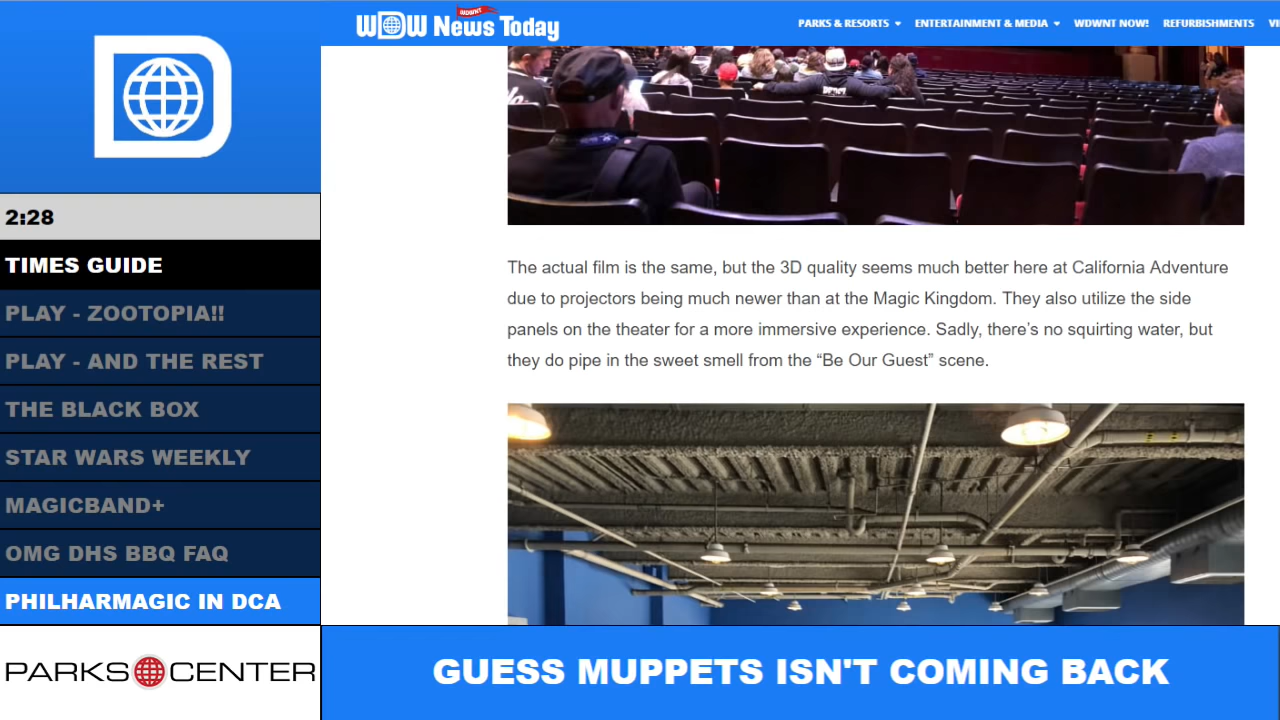 2:28
TIMES GUIDE
PLAY - ZOOTOPIA!!
PLAY - AND THE REST
THE BLACK BOX
STAR WARS WEEKLY
MAGICBAND+
OMG DHS BBQ FAQ
PHILHARMAGIC IN DCA
PARKS CENTER
WDWNT
WDW News Today
PARKS & RESORTS
ENTERTAINMENT & MEDIA
WDWNT NOW!
REFURBISHMENTS
The actual film is the same, but the 3D quality seems much better here at California Adventure
due to projectors being much newer than at the Magic Kingdom. They also utilize the side
panels on the theater for a more immersive experience. Sadly, there's no squirting water, but
they do pipe in the sweet smell from the “Be Our Guest” scene.
GUESS MUPPETS ISN'T COMING BACK